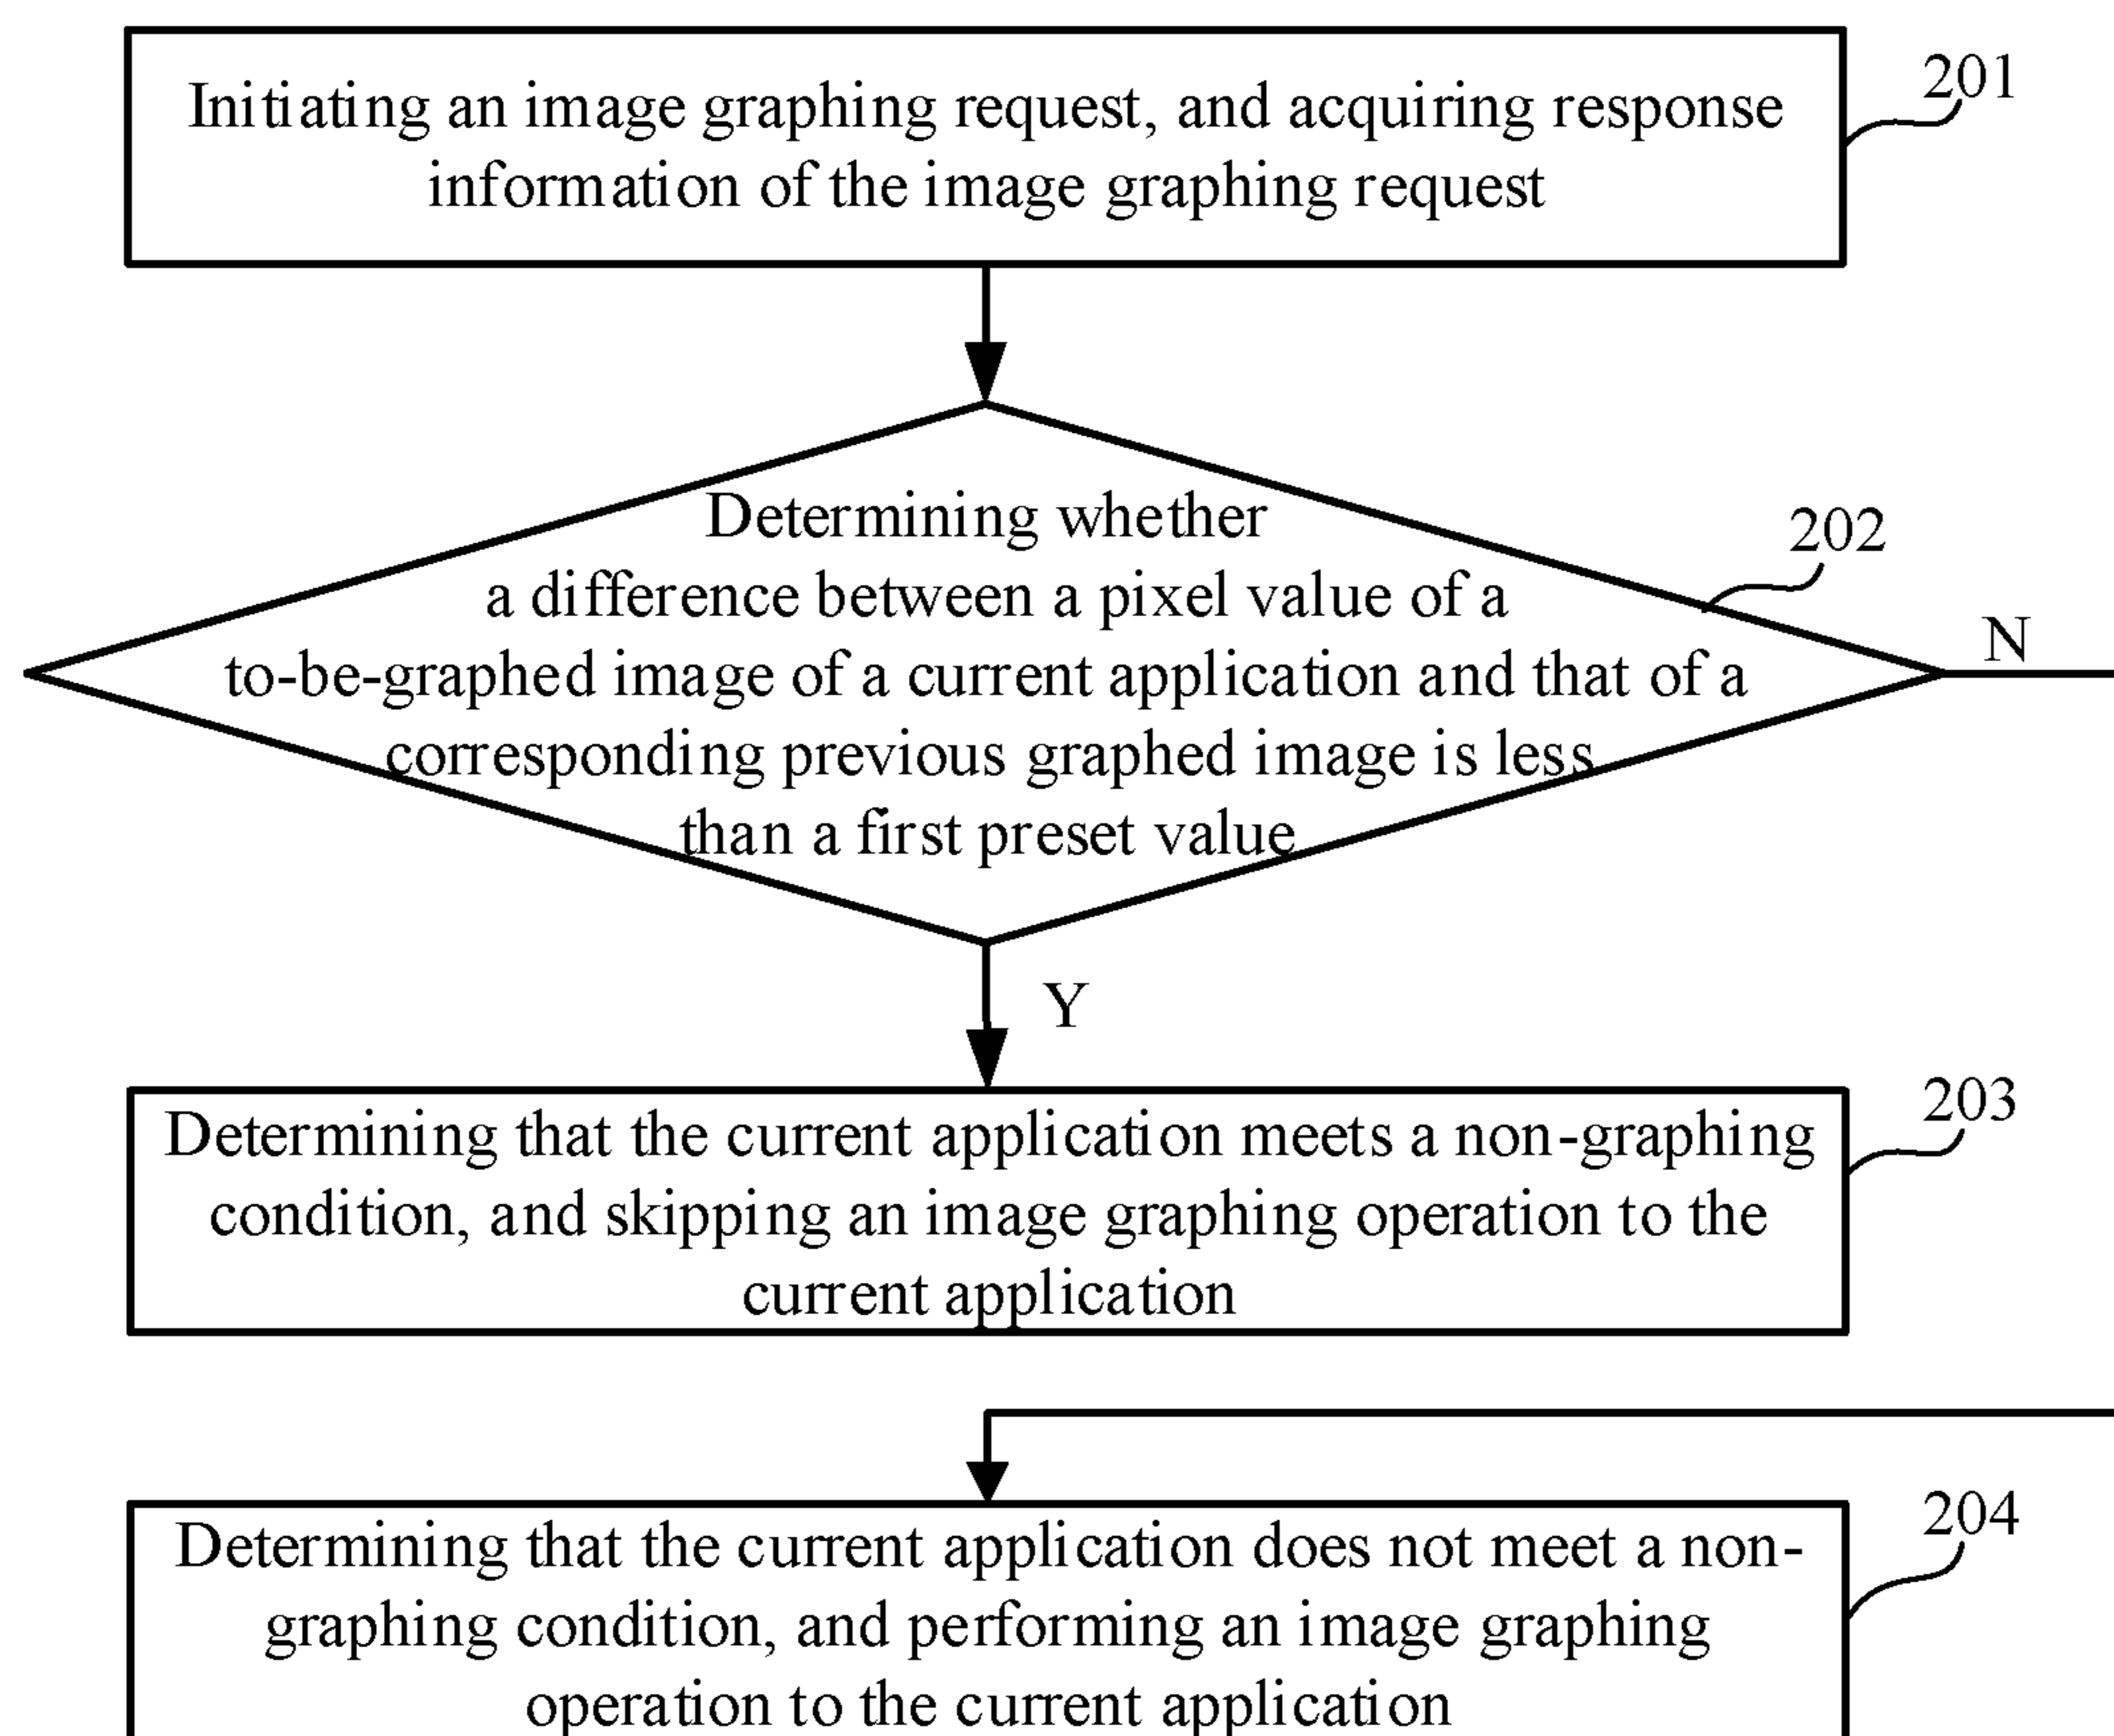 Initiating an image graphing request, and acquiring response
information of the image graphing request
201
Determining whether
a difference between a pixel value of a
to-be-graphed image of a current application and that of a
corresponding previous graphed image is less
than a first preset value
202
N
Y
Determining that the current application meets a non-graphing
condition, and skipping an image graphing operation to the
current application
203
Determining that the current application does not meet a non-
graphing condition, and performing an image graphing
operation to the current application
204